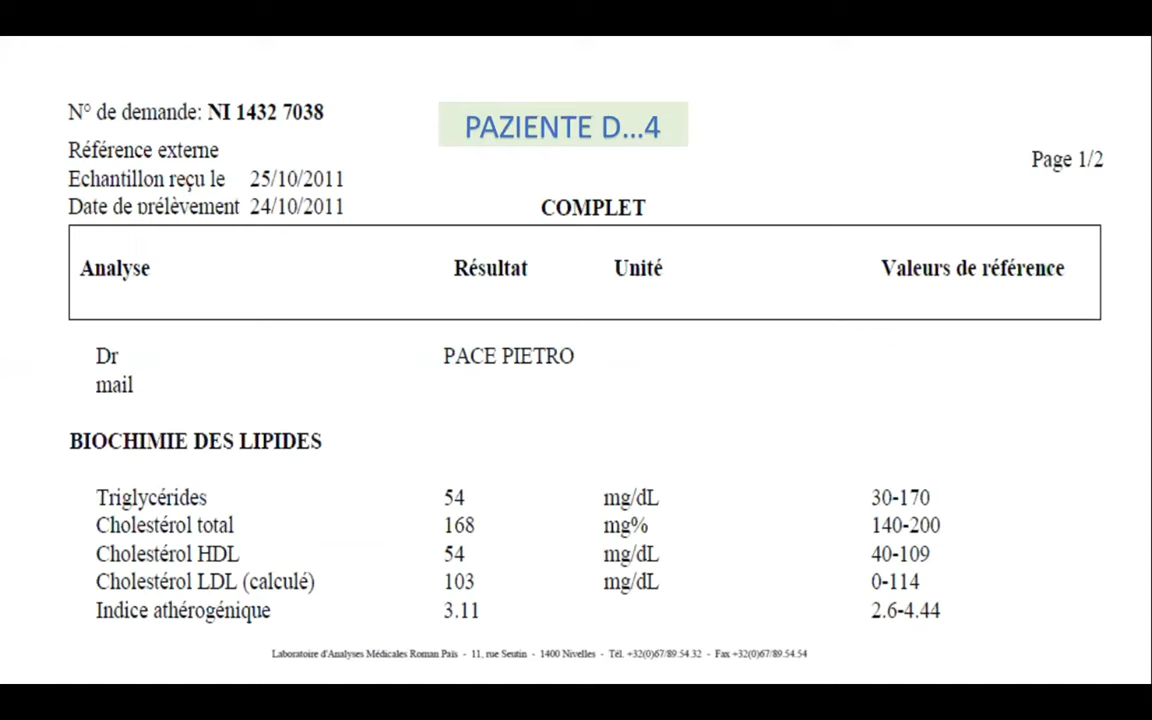 N° de demande: NI 1432 7038
PAZIENTE D...4
Référence externe
Page 1/2
Echantillon reçu le 25/10/2011
Date de prélèvement 24/10/2011
COMPLET
Analyse Résultat Unité Valeurs de référence
Dr PACE PIETRO
mail
BIOCHIMIE DES LIPIDES
Triglycérides 54 mg/dL 30-170
Cholestérol total 168 mg% 140-200
Cholestérol HDL 54 mg/dL 40-109
Cholestérol LDL (calculé) 103 mg/dL 0-114
Indice athérogénique 3.11 2.6-4.44
Laboratoire d'Analyses Médicales Roman Païs - 11, rue Seutin - 1400 Nivelles - Tél. +32(0)67/89.54.32 - Fax +32(0)67/89.54.54